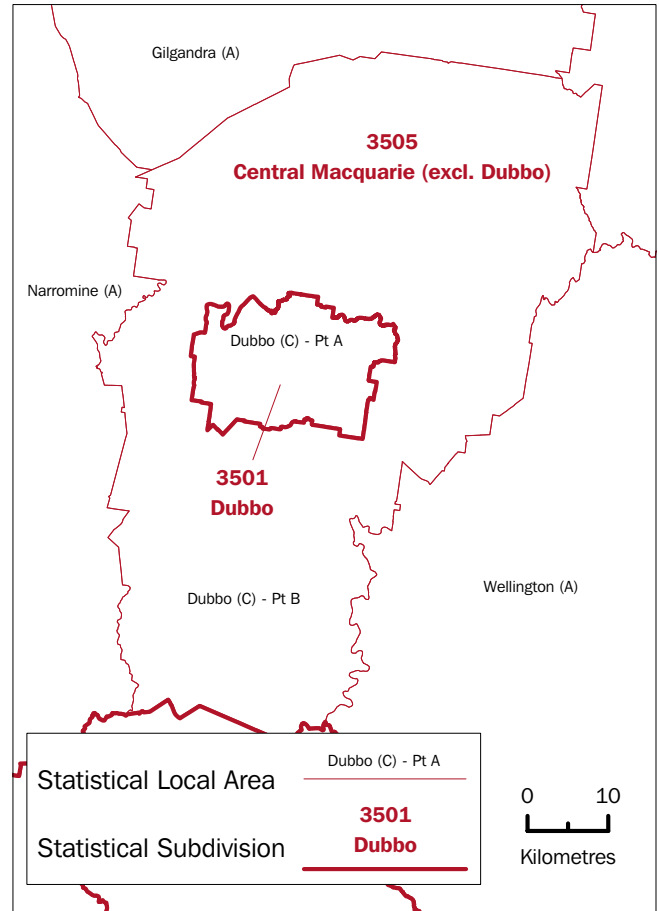 Gilgandra (A)
3505
Central Macquarie (excl. Dubbo)
Narromine (A)
Dubbo (C) - Pt A
3501
Dubbo
Dubbo (C) - Pt B
Wellington (A)
Statistical Local Area
Dubbo (C) - Pt A
Statistical Subdivision
3501
Dubbo
0 10
Kilometres